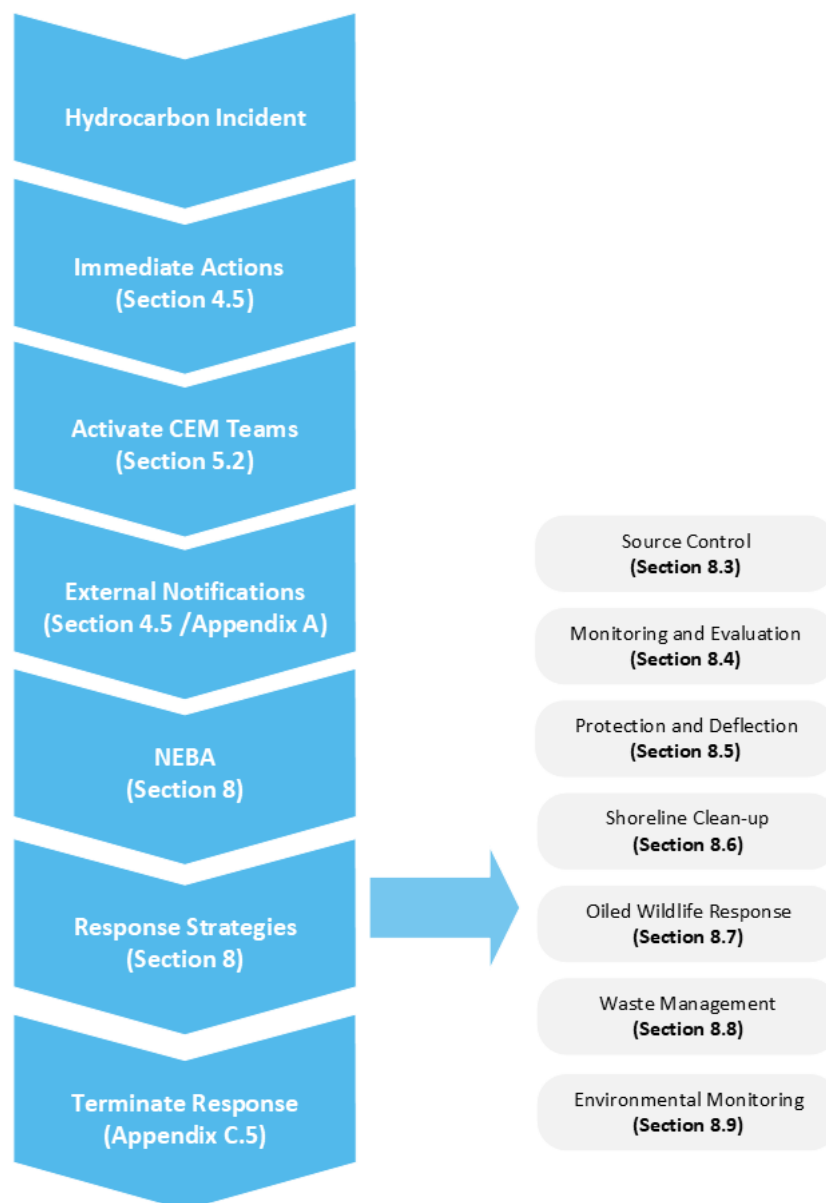 Hydrocarbon Incident
Immediate Actions
(Section 4.5)
Activate CEM Teams
(Section 5.2)
External Notifications
(Section 4.5 /Appendix A)
NEBA
(Section 8)
Response Strategies
(Section 8)
Terminate Response
(Appendix C.5)
Source Control
(Section 8.3)
Monitoring and Evaluation
(Section 8.4)
Protection and Deflection
(Section 8.5)
Shoreline Clean-up
(Section 8.6)
Oiled Wildlife Response
(Section 8.7)
Waste Management
(Section 8.8)
Environmental Monitoring
(Section 8.9)